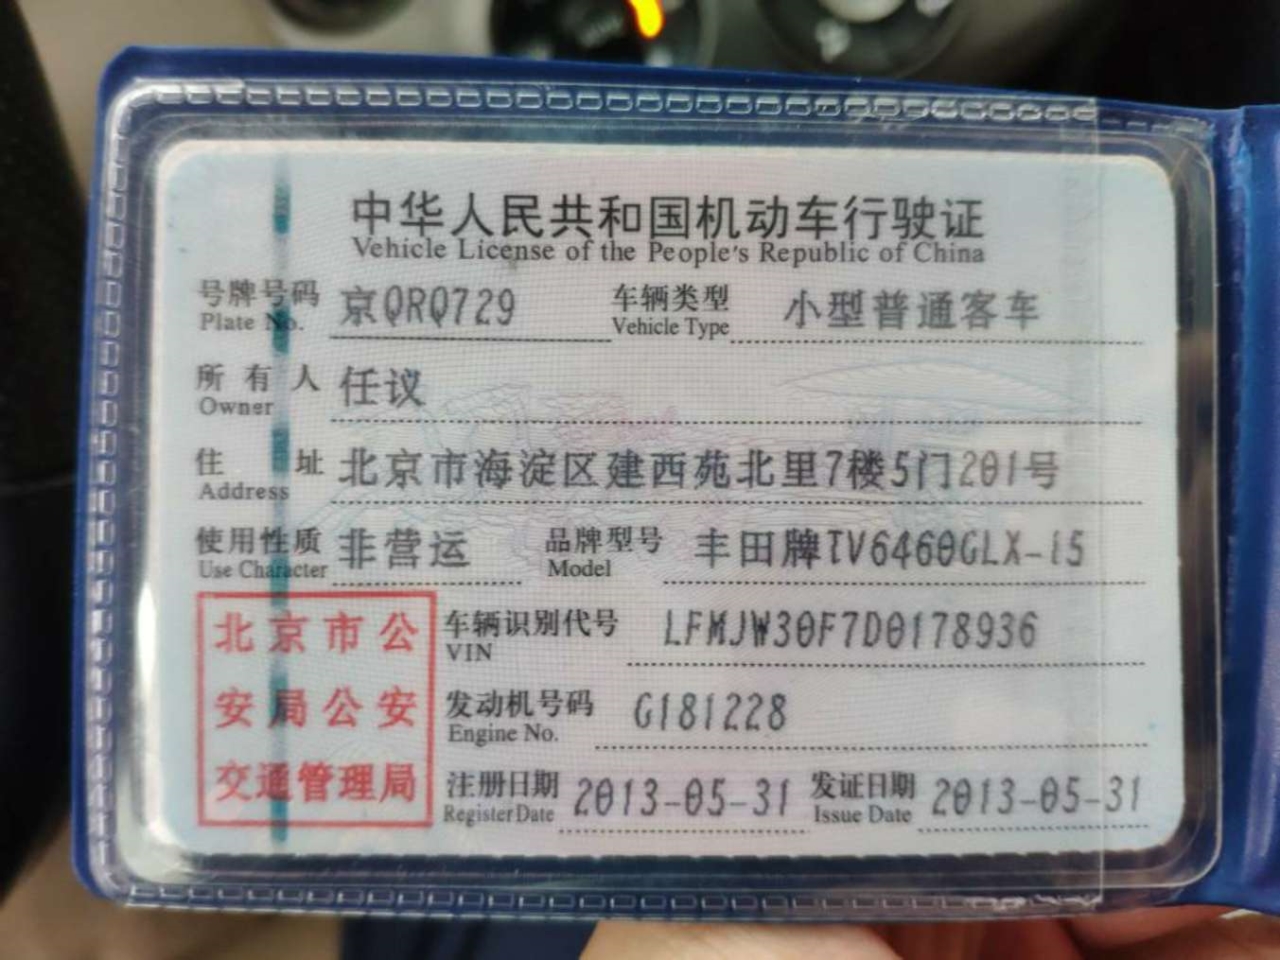 中华人民共和国机动车行驶证
Vehicle License of the People's Republic of China
号牌号码 京QRQ729 车辆类型 小型普通客车
Plate No. Vehicle Type
所有人 任议
Owner
住址 北京市海淀区建西苑北里7楼5门201号
Address
使用性质 非营运 品牌型号 丰田牌TV6460GLX-i5
Use Character Model
北京市公
安局公安
交通管理局
车辆识别代号 LFMJW30F7D0178936
VIN
发动机号码 G181228
Engine No.
注册日期 2013-05-31 发证日期 2013-05-31
Register Date Issue Date